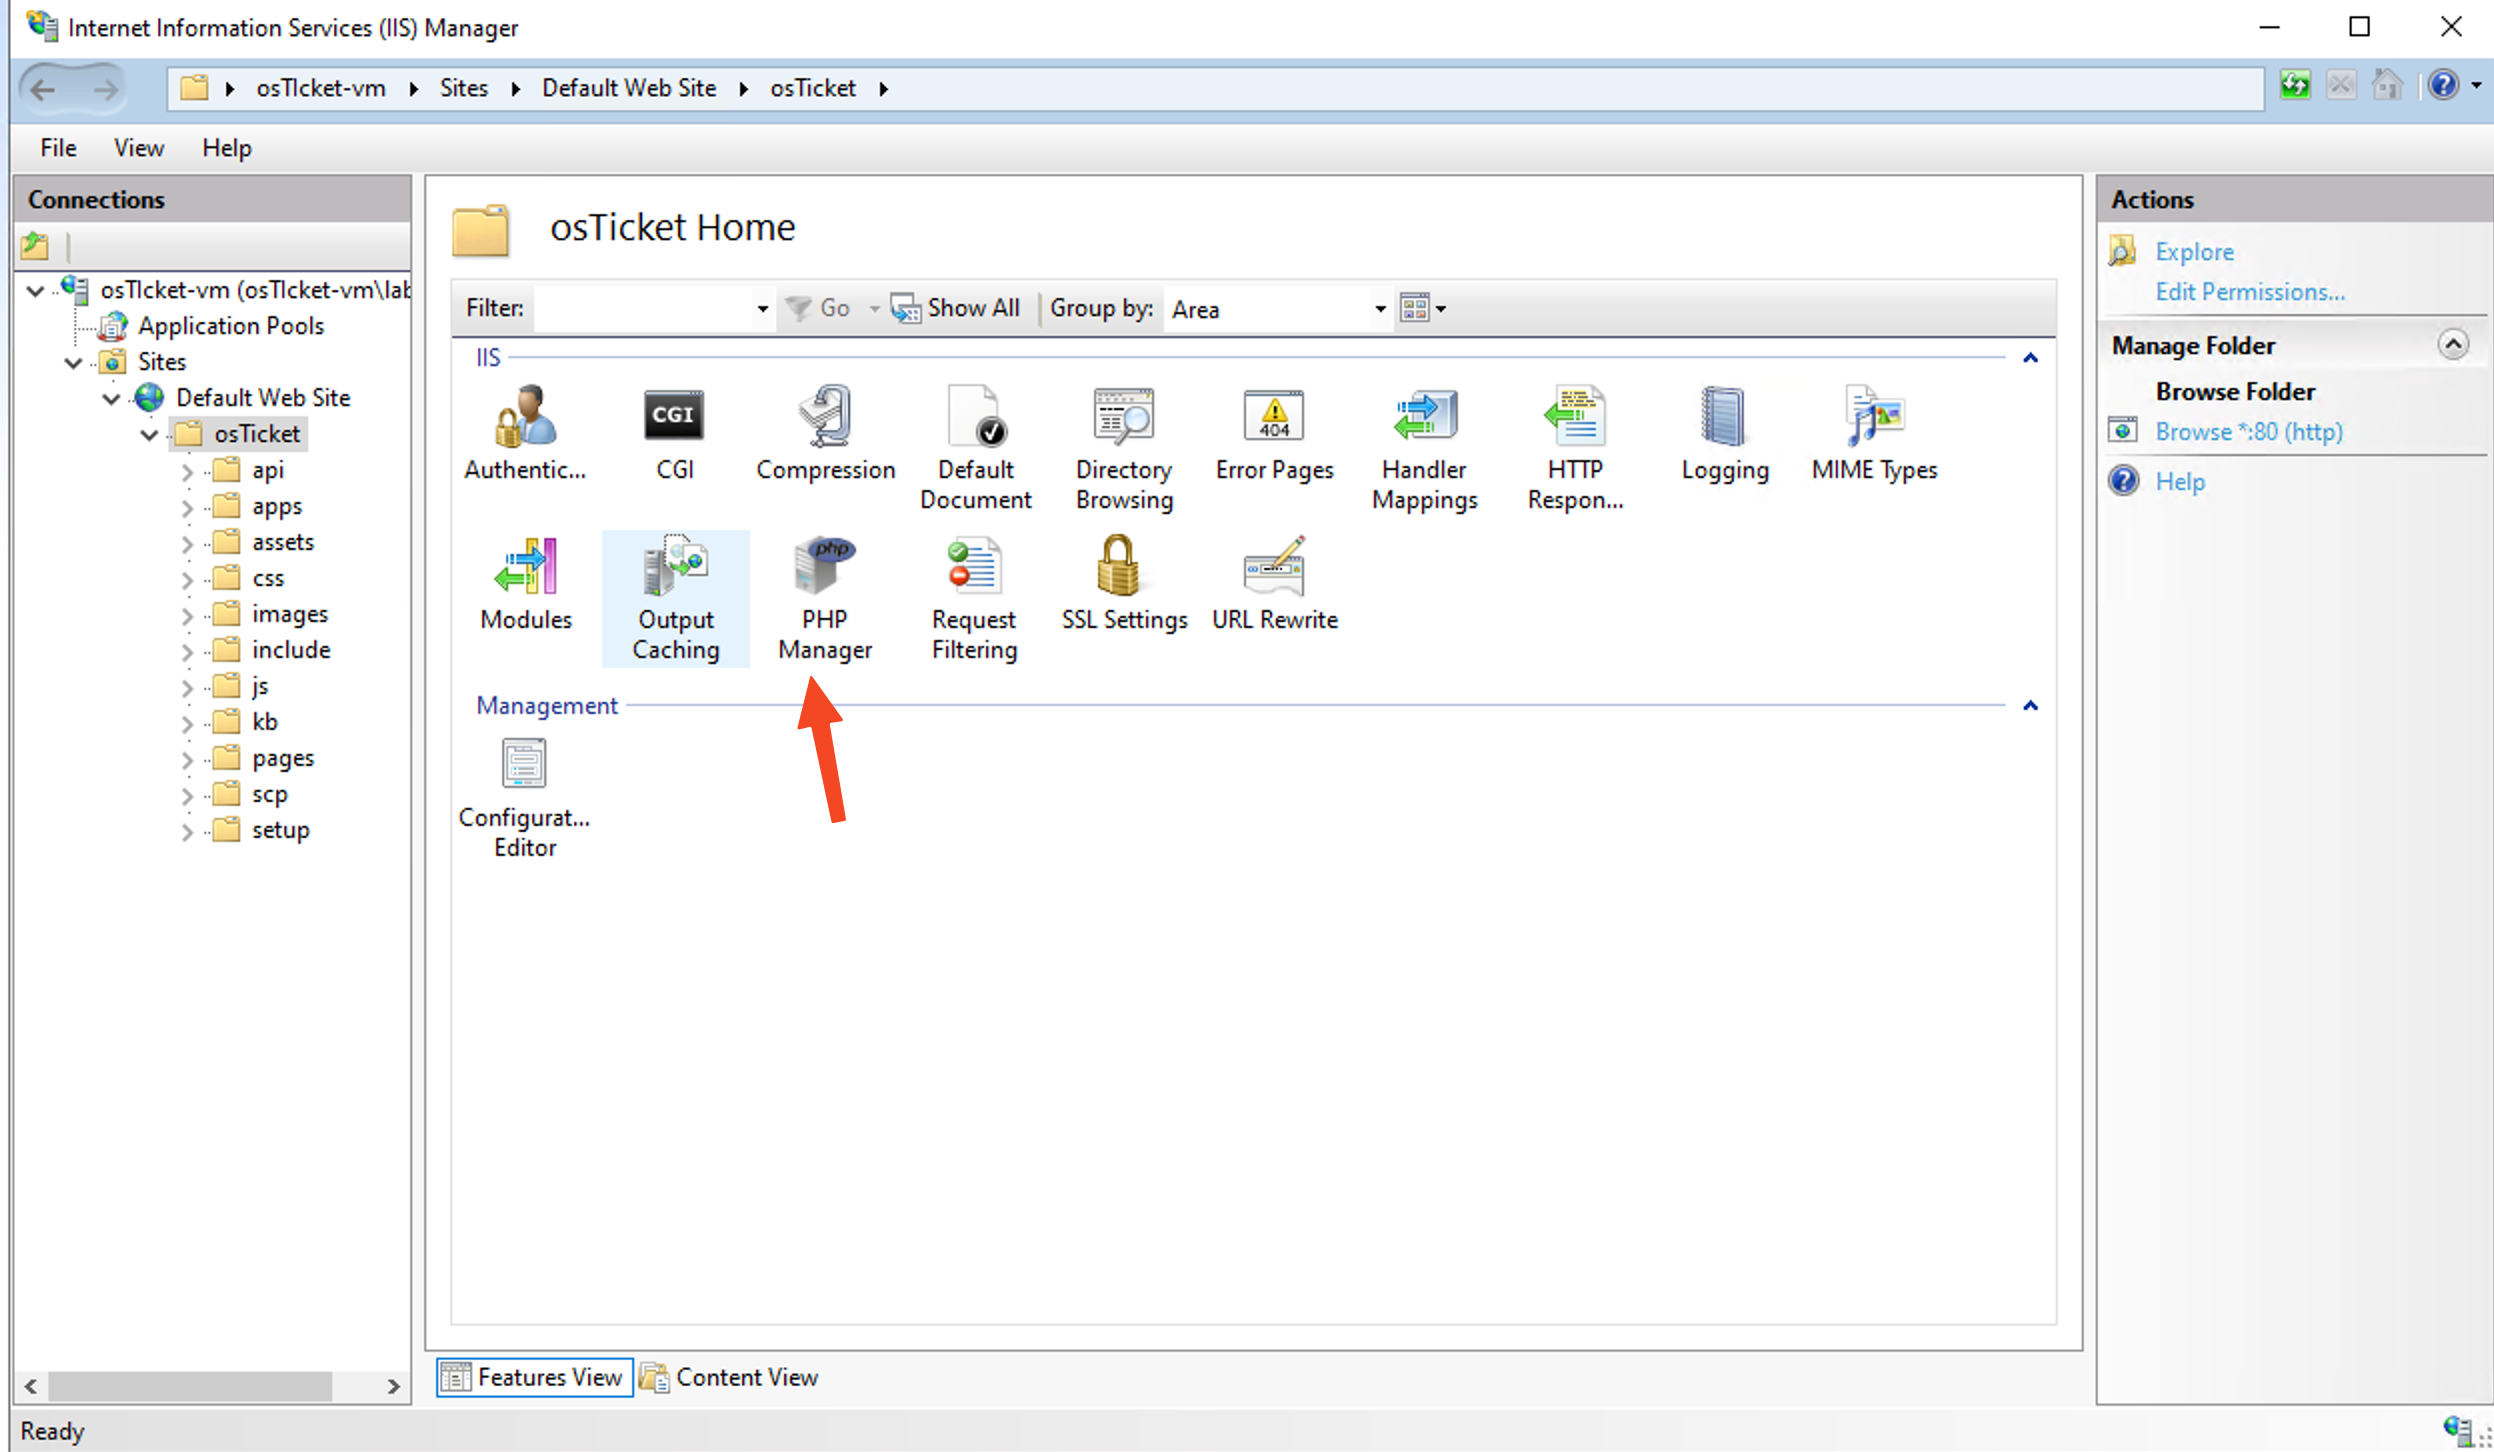 Internet Information Services (IIS) Manager
osTIcket-vm Sites Default Web Site osTicket
File View Help
Connections
osTIcket-vm (osTIcket-vm\lab
Application Pools
Sites
Default Web Site
osTicket
api
apps
assets
css
images
include
js
kb
pages
scp
setup
osTicket Home
Filter: Go Show All Group by: Area
IIS
Authentic... CGI Compression Default Document Directory Browsing Error Pages Handler Mappings HTTP Respon... Logging MIME Types
CGI
404
php
Modules Output Caching PHP Manager Request Filtering SSL Settings URL Rewrite
Management
Configurat... Editor
Features View Content View
Actions
Explore
Edit Permissions...
Manage Folder
Browse Folder
Browse *:80 (http)
Help
Ready